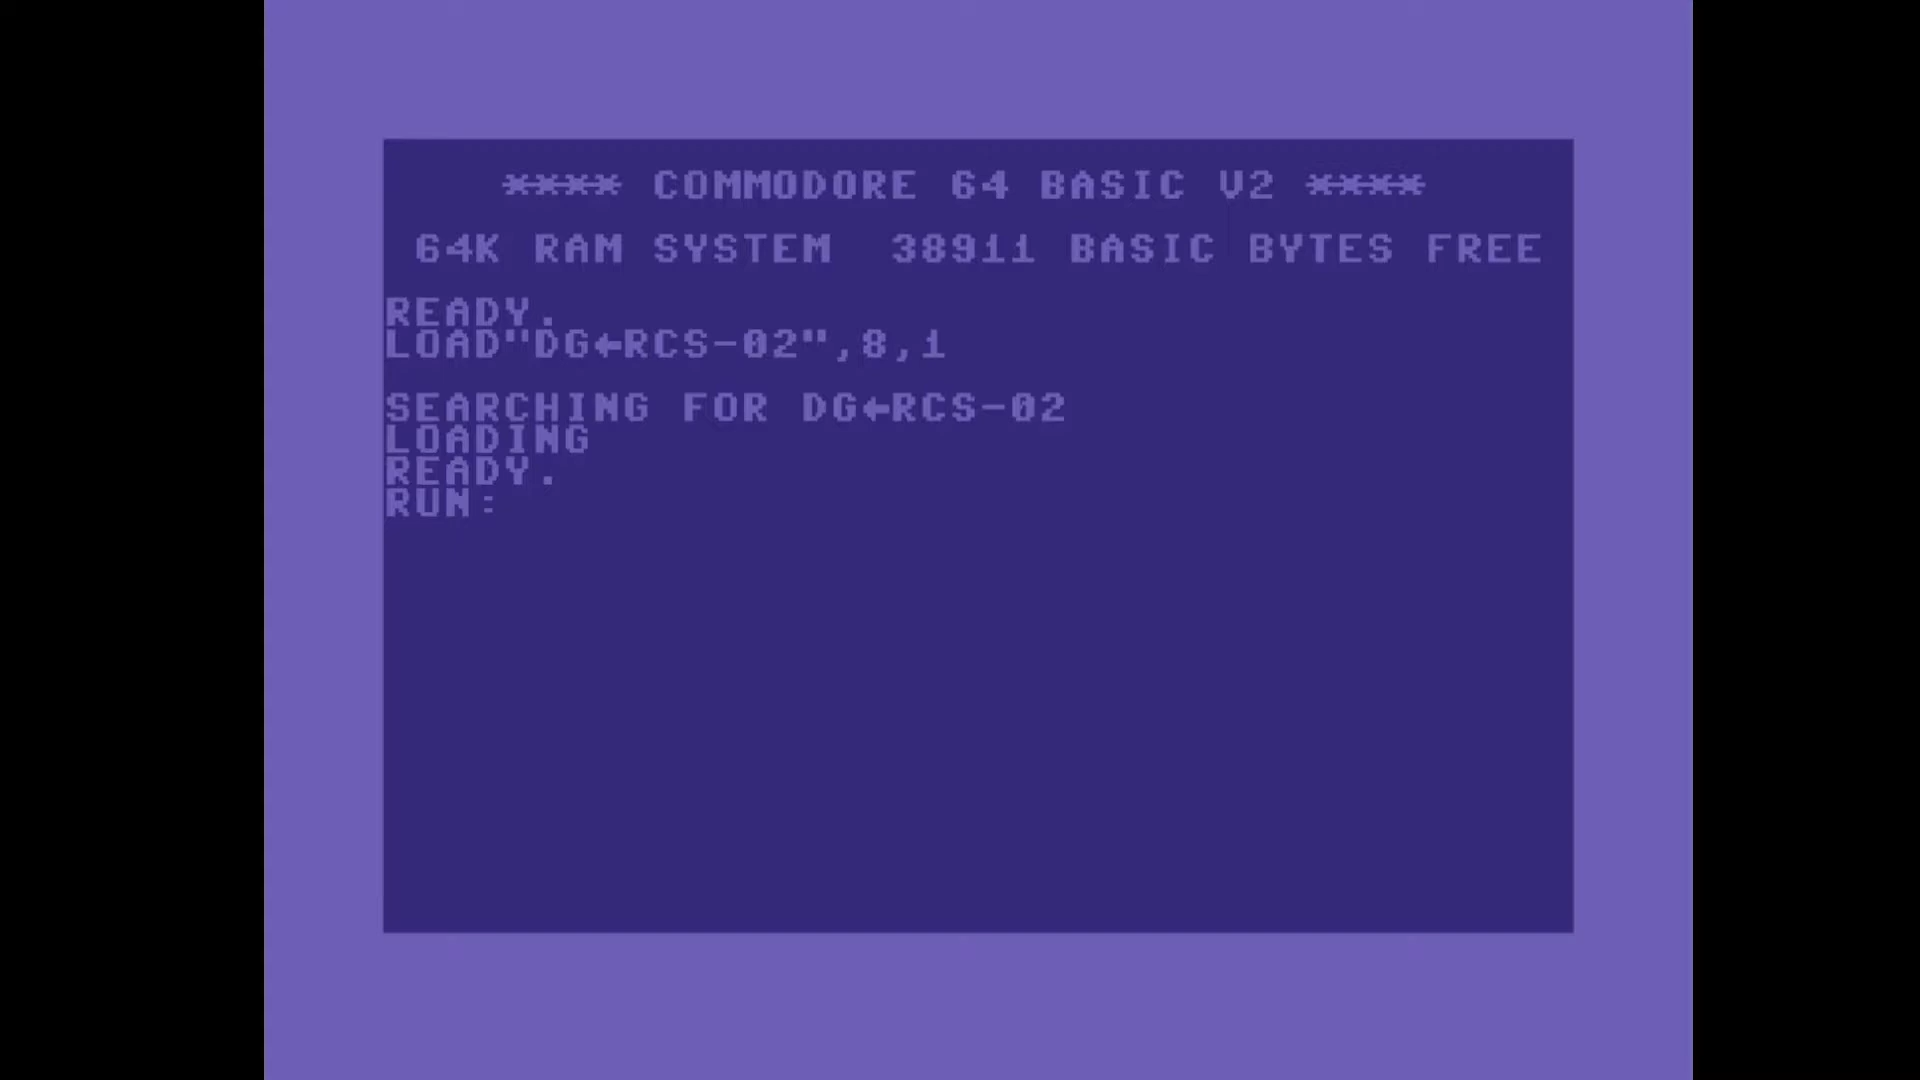 **** COMMODORE 64 BASIC V2 ****
64K RAM SYSTEM  38911 BASIC BYTES FREE
READY.
LOAD"DG←RCS-02",8,1
SEARCHING FOR DG←RCS-02
LOADING
READY.
RUN: